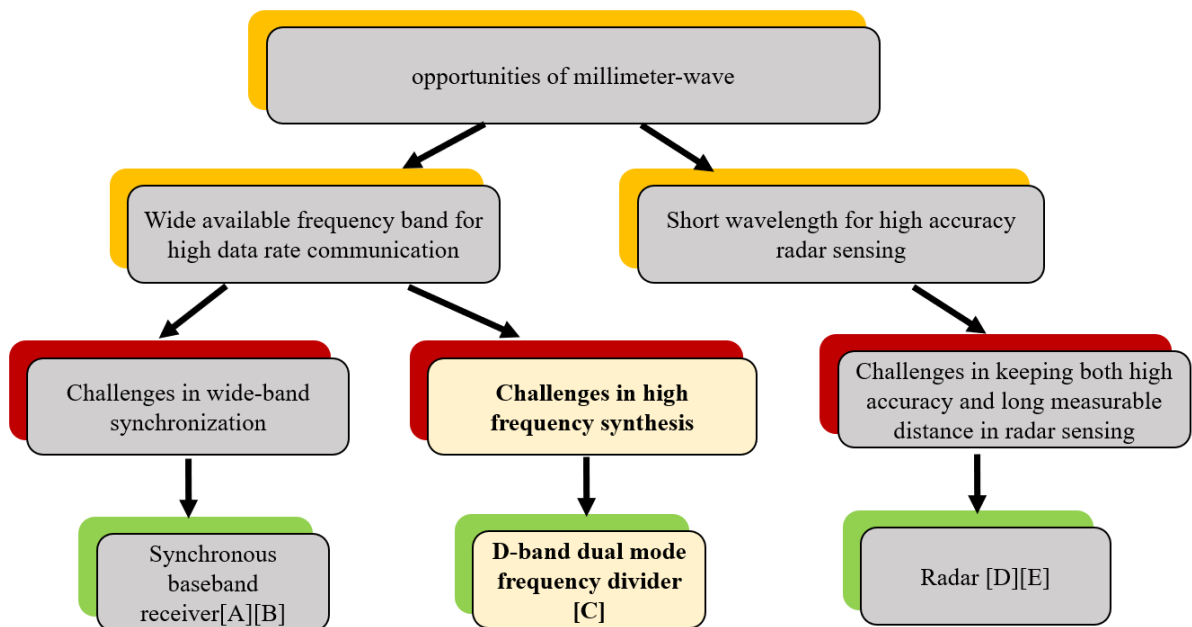 opportunities of millimeter-wave
Wide available frequency band for
high data rate communication
Short wavelength for high accuracy
radar sensing
Challenges in wide-band
synchronization
Challenges in high
frequency synthesis
Challenges in keeping both high
accuracy and long measurable
distance in radar sensing
Synchronous
baseband
receiver[A][B]
D-band dual mode
frequency divider
[C]
Radar [D][E]